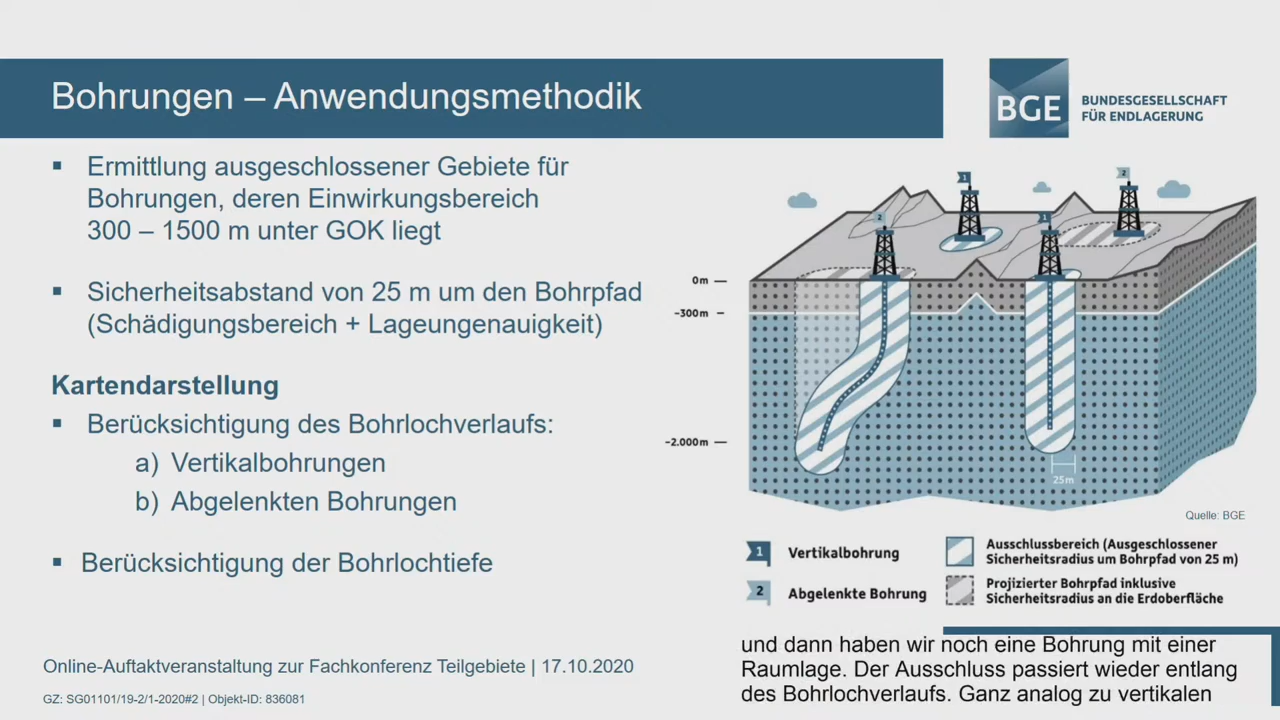 Bohrungen – Anwendungsmethodik
BGE
BUNDESGESELLSCHAFT
FÜR ENDLAGERUNG
▪ Ermittlung ausgeschlossener Gebiete für
Bohrungen, deren Einwirkungsbereich
300 – 1500 m unter GOK liegt
▪ Sicherheitsabstand von 25 m um den Bohrpfad
(Schädigungsbereich + Lageungenauigkeit)
Kartendarstellung
▪ Berücksichtigung des Bohrlochverlaufs:
a) Vertikalbohrungen
b) Abgelenkten Bohrungen
▪ Berücksichtigung der Bohrlochtiefe
1
2
2
1
0m
-300m
-2.000m
25m
Quelle: BGE
1 Vertikalbohrung
2 Abgelenkte Bohrung
Ausschlussbereich (Ausgeschlossener
Sicherheitsradius um Bohrpfad von 25 m)
Projizierter Bohrpfad inklusive
Sicherheitsradius an die Erdoberfläche
Online-Auftaktveranstaltung zur Fachkonferenz Teilgebiete | 17.10.2020
GZ: SG01101/19-2/1-2020#2 | Objekt-ID: 836081
und dann haben wir noch eine Bohrung mit einer
Raumlage. Der Ausschluss passiert wieder entlang
des Bohrlochverlaufs. Ganz analog zu vertikalen